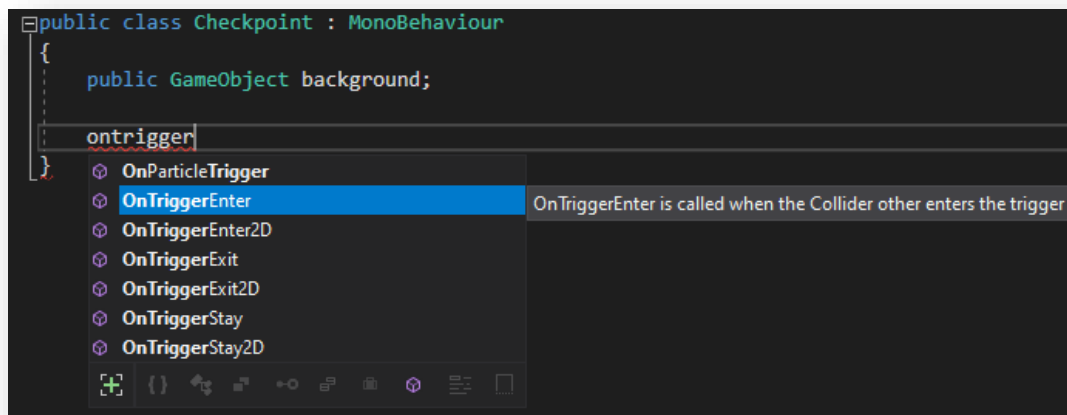 public class Checkpoint : MonoBehaviour
{
public GameObject background;
ontrigger
}
OnParticleTrigger
OnTriggerEnter
OnTriggerEnter is called when the Collider other enters the trigger
OnTriggerEnter2D
OnTriggerExit
OnTriggerExit2D
OnTriggerStay
OnTriggerStay2D